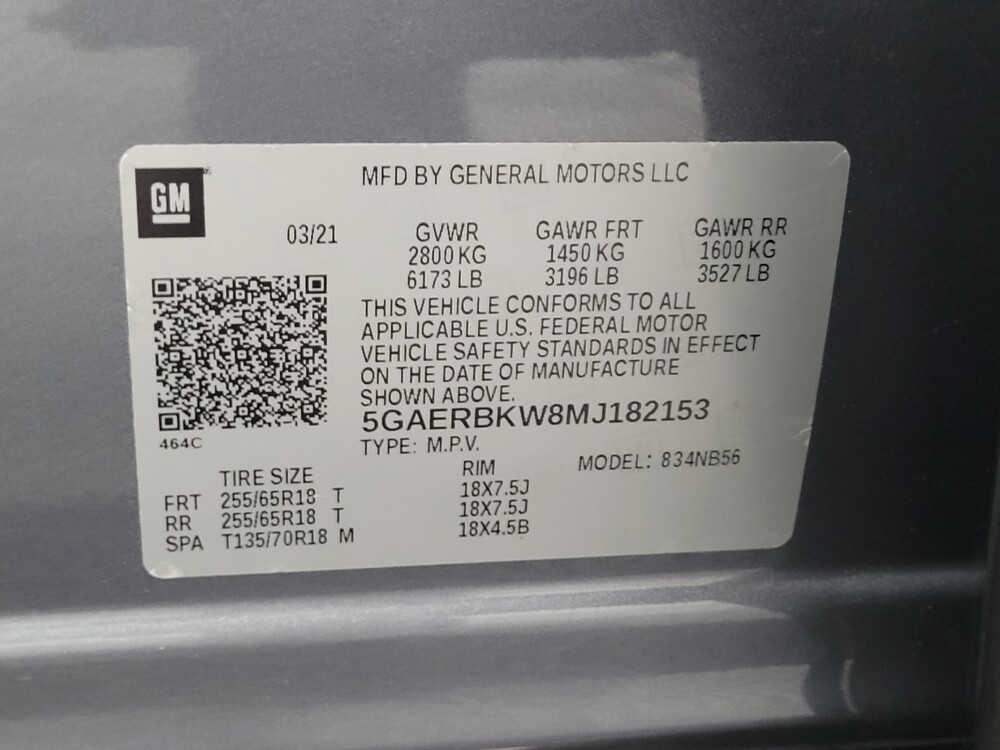 GM
MFD BY GENERAL MOTORS LLC
03/21 GVWR GAWR FRT GAWR RR
2800 KG 1450 KG 1600 KG
6173 LB 3196 LB 3527 LB
THIS VEHICLE CONFORMS TO ALL
APPLICABLE U.S. FEDERAL MOTOR
VEHICLE SAFETY STANDARDS IN EFFECT
ON THE DATE OF MANUFACTURE
SHOWN ABOVE.
5GAERBKW8MJ182153
464C
TYPE: M.P.V.
MODEL: 834NB56
TIRE SIZE RIM
FRT 255/65R18 T 18X7.5J
RR 255/65R18 T 18X7.5J
SPA T135/70R18 M 18X4.5B